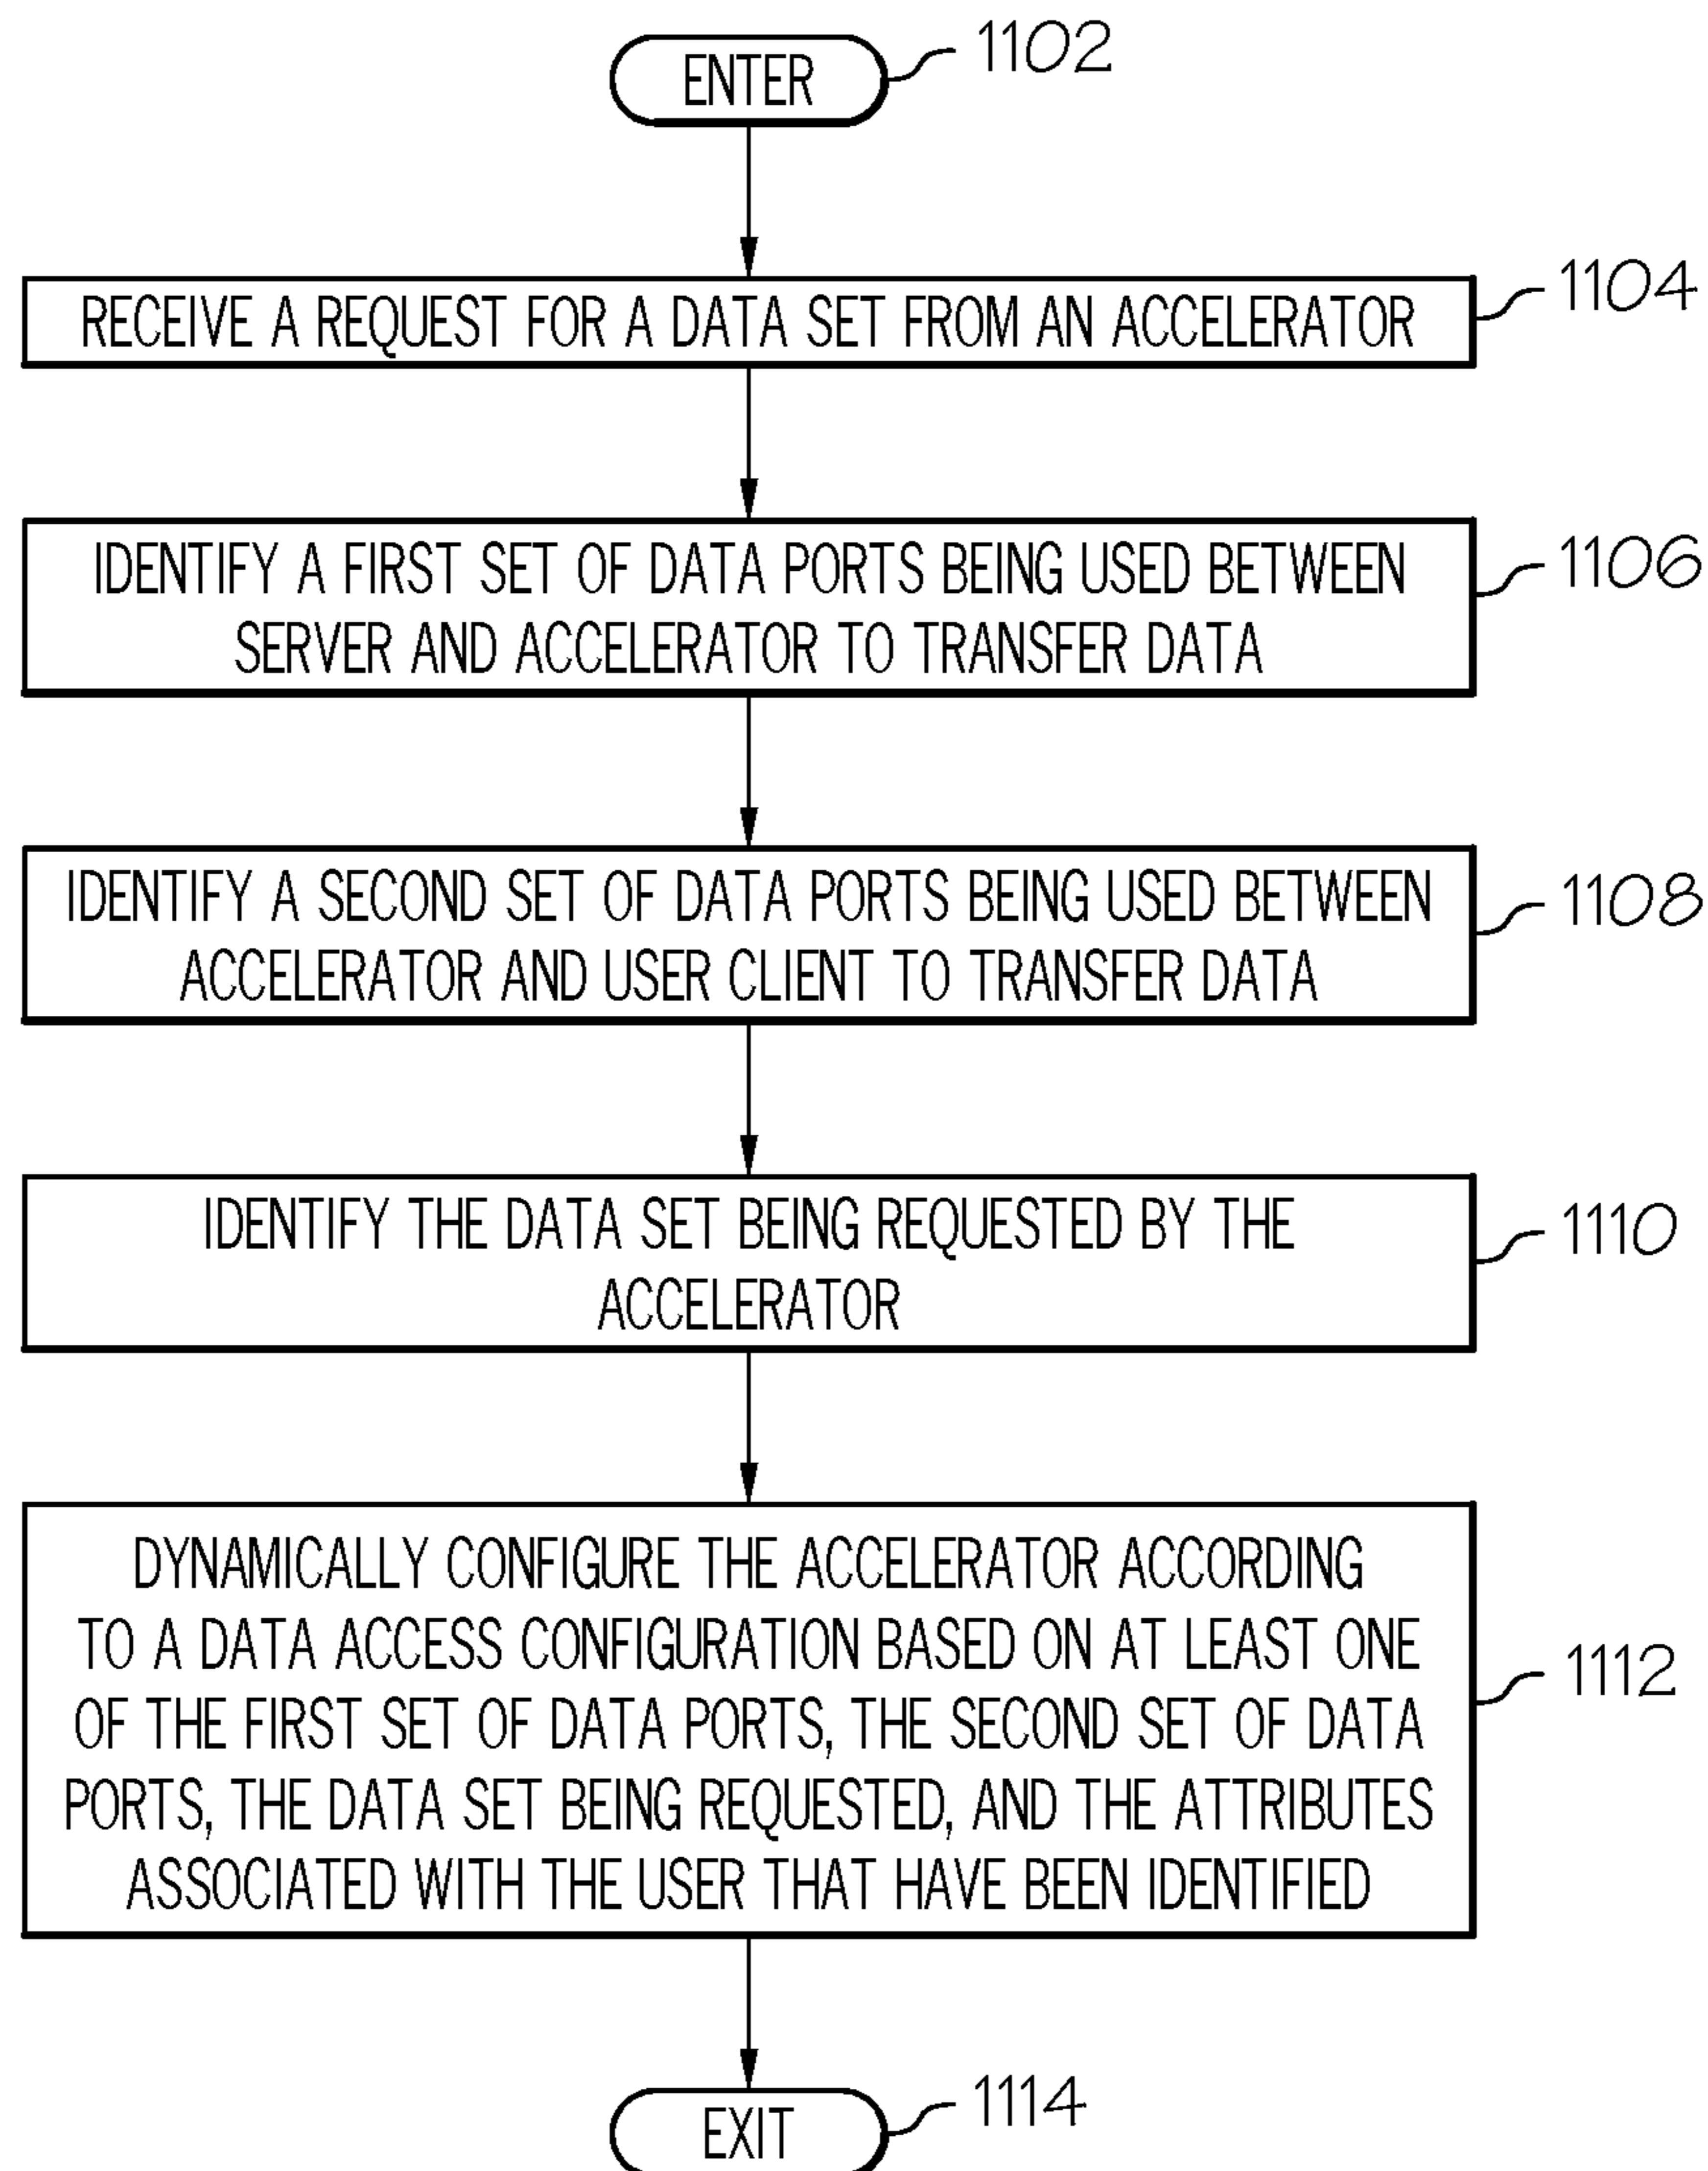 ENTER
1102
RECEIVE A REQUEST FOR A DATA SET FROM AN ACCELERATOR
1104
IDENTIFY A FIRST SET OF DATA PORTS BEING USED BETWEEN
SERVER AND ACCELERATOR TO TRANSFER DATA
1106
IDENTIFY A SECOND SET OF DATA PORTS BEING USED BETWEEN
ACCELERATOR AND USER CLIENT TO TRANSFER DATA
1108
IDENTIFY THE DATA SET BEING REQUESTED BY THE
ACCELERATOR
1110
DYNAMICALLY CONFIGURE THE ACCELERATOR ACCORDING
TO A DATA ACCESS CONFIGURATION BASED ON AT LEAST ONE
OF THE FIRST SET OF DATA PORTS, THE SECOND SET OF DATA
PORTS, THE DATA SET BEING REQUESTED, AND THE ATTRIBUTES
ASSOCIATED WITH THE USER THAT HAVE BEEN IDENTIFIED
1112
EXIT
1114